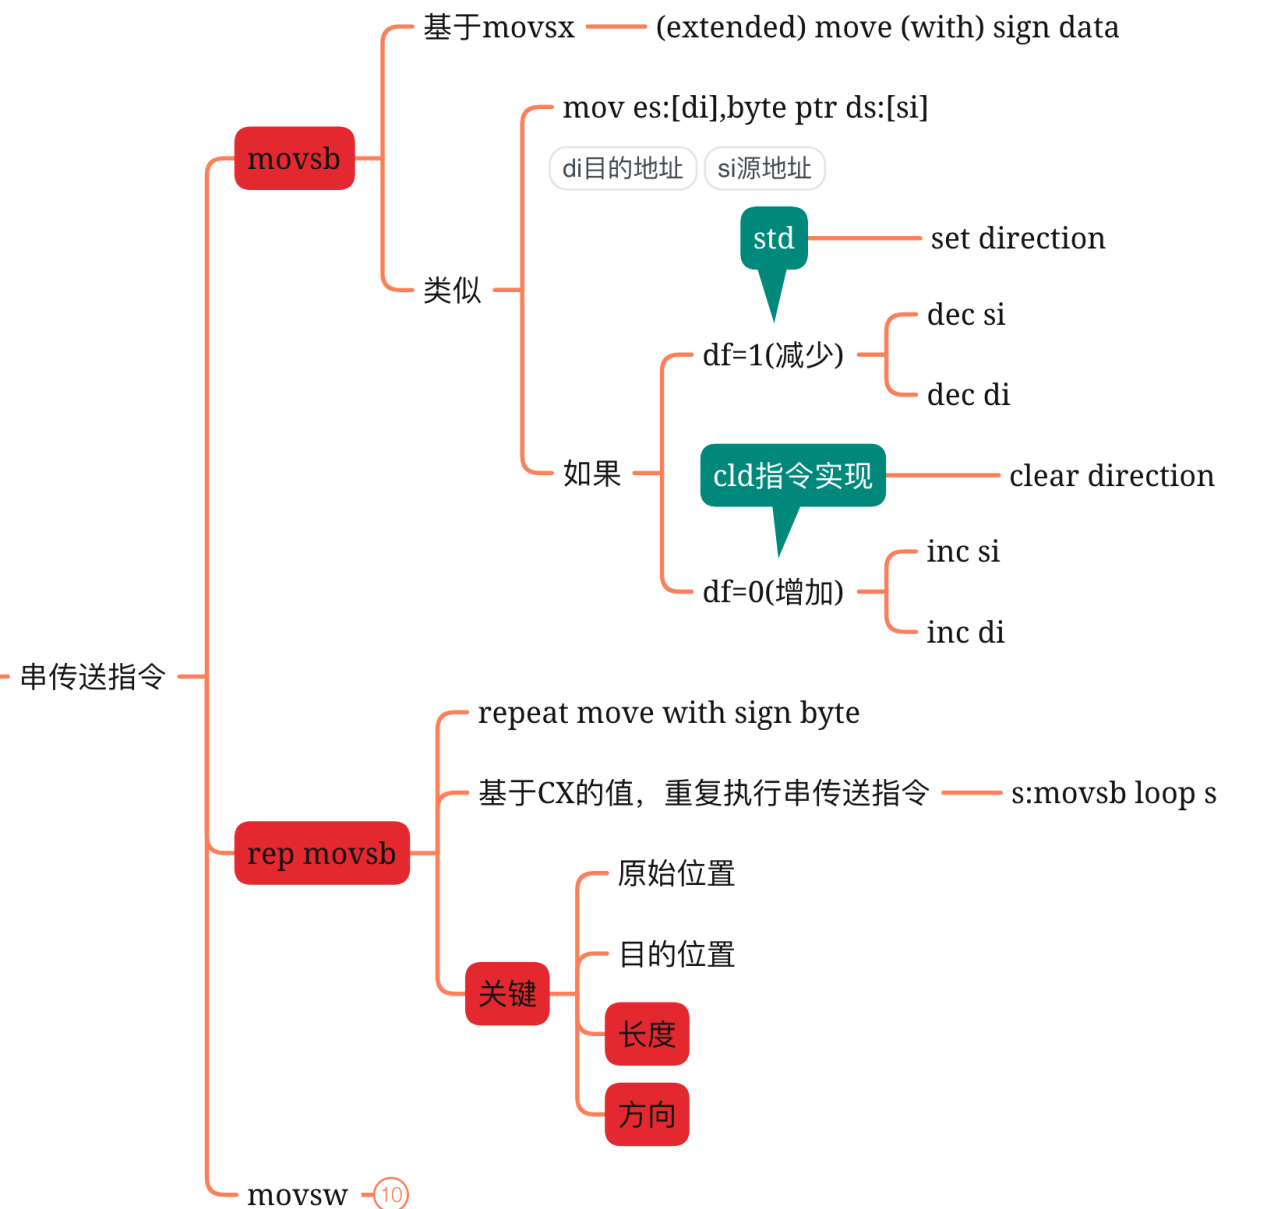 串传送指令
movsb
基于movsx
(extended) move (with) sign data
类似
mov es:[di],byte ptr ds:[si]
di目的地址
si源地址
如果
std
set direction
df=1(减少)
dec si
dec di
cld指令实现
clear direction
df=0(增加)
inc si
inc di
rep movsb
repeat move with sign byte
基于CX的值，重复执行串传送指令
s:movsb loop s
关键
原始位置
目的位置
长度
方向
movsw
10